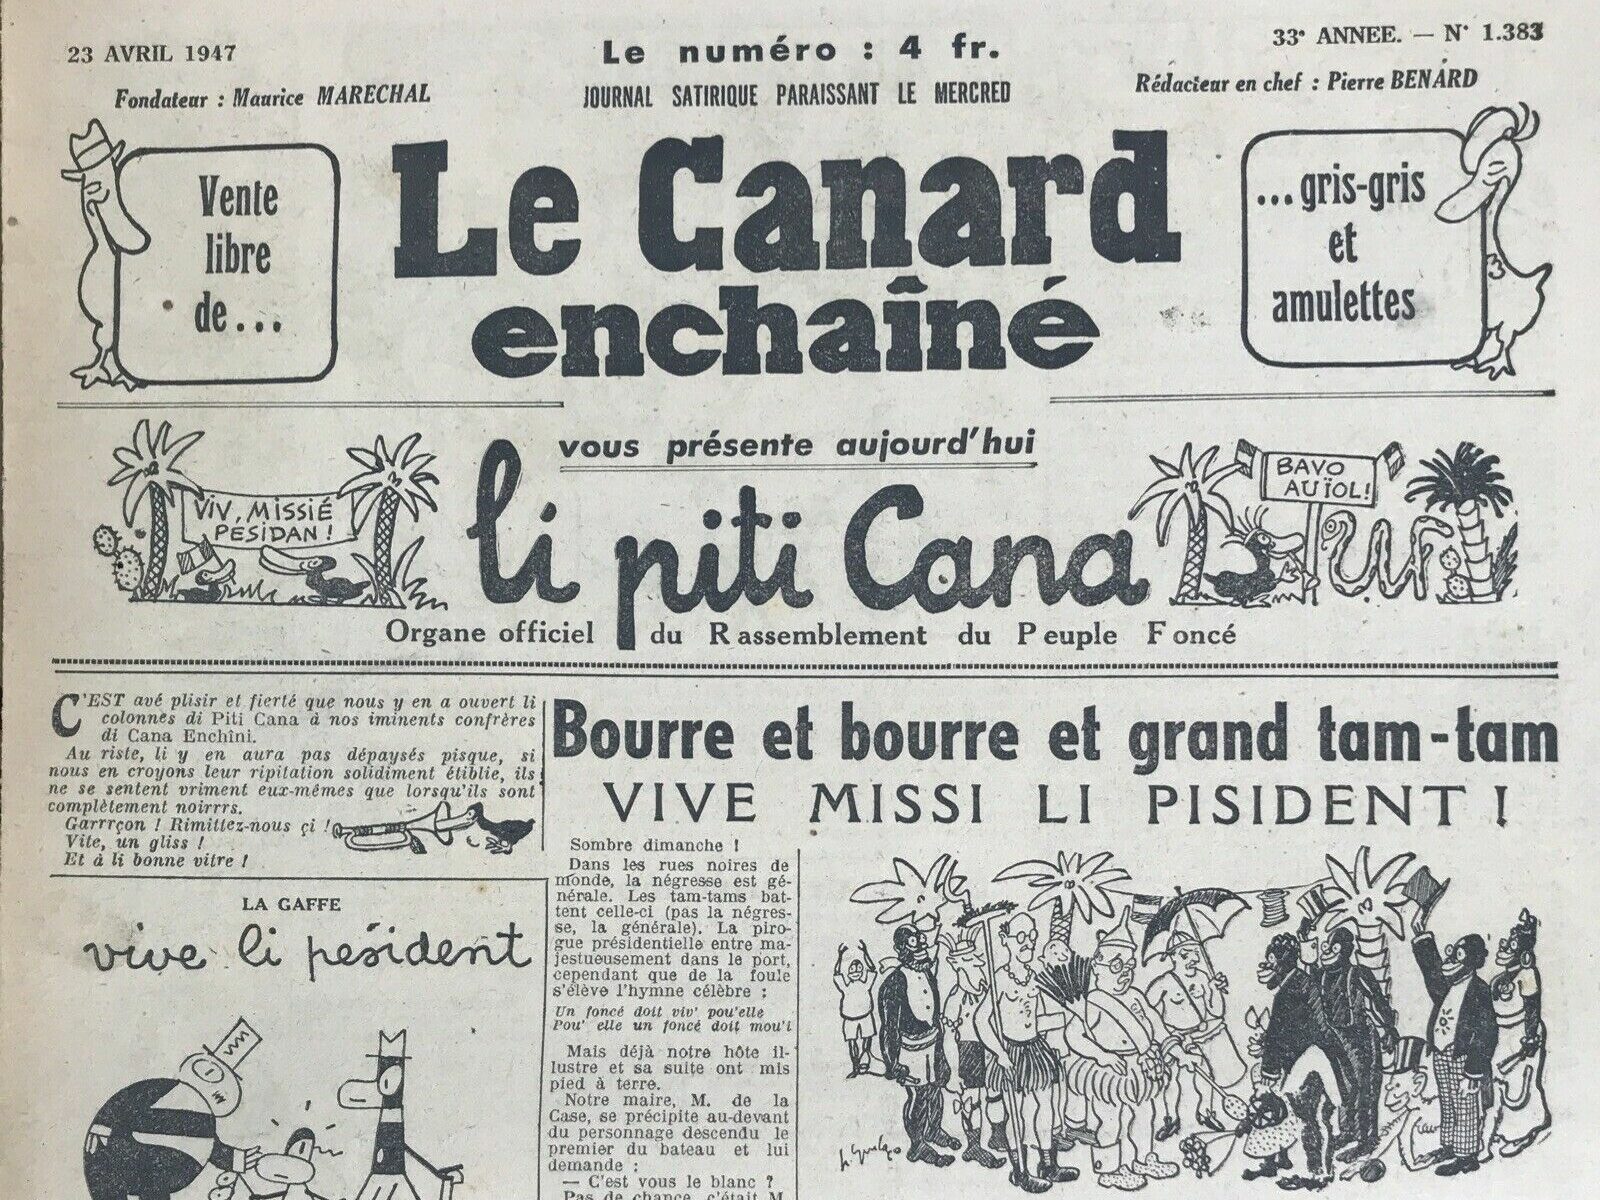 23 AVRIL 1947
Le numéro : 4 fr.
33e ANNEE. — N° 1.383
Fondateur : Maurice MARECHAL
JOURNAL SATIRIQUE PARAISSANT LE MERCRED
Rédacteur en chef : Pierre BENARD
Vente
libre
de...
Le Canard
enchaîné
...gris-gris
et
amulettes
vous présente aujourd'hui
VIV, MISSIÉ
PESIDAN !
li piti Cana
BAVO
AU ÏOL!
Organe officiel du Rassemblement du Peuple Foncé
C'EST avé plisir et fierté que nous y en a ouvert li
colonnes di Piti Cana à nos iminents confrères
di Cana Enchîni.
Au riste, li y en aura pas dépaysés pisque, si
nous en croyons leur ripitation solidiment étiblie, ils
ne se sentent vriment eux-mêmes que lorsqu'ils sont
complètement noirrrs.
Garrrçon ! Rimittez-nous çi !
Vite, un gliss !
Et à li bonne vitre !
LA GAFFE
vive li pésident
Bourre et bourre et grand tam-tam
VIVE MISSI LI PISIDENT !
Sombre dimanche !
Dans les rues noires de
monde, la négresse est gé-
nérale. Les tam-tams bat-
tent celle-ci (pas la négres-
se, la générale). La piro-
gue présidentielle entre ma-
jestueusement dans le port,
cependant que de la foule
s'élève l'hymne célèbre :
Un foncé doit viv' pou'elle
Pou' elle un foncé doit mou'i
Mais déjà notre hôte il-
lustre et sa suite ont mis
pied à terre.
Notre maire, M. de la
Case, se précipite au-devant
du personnage descendu le
premier du bateau et lui
demande :
— C'est vous le blanc ?
Pas de chance, c'était M.